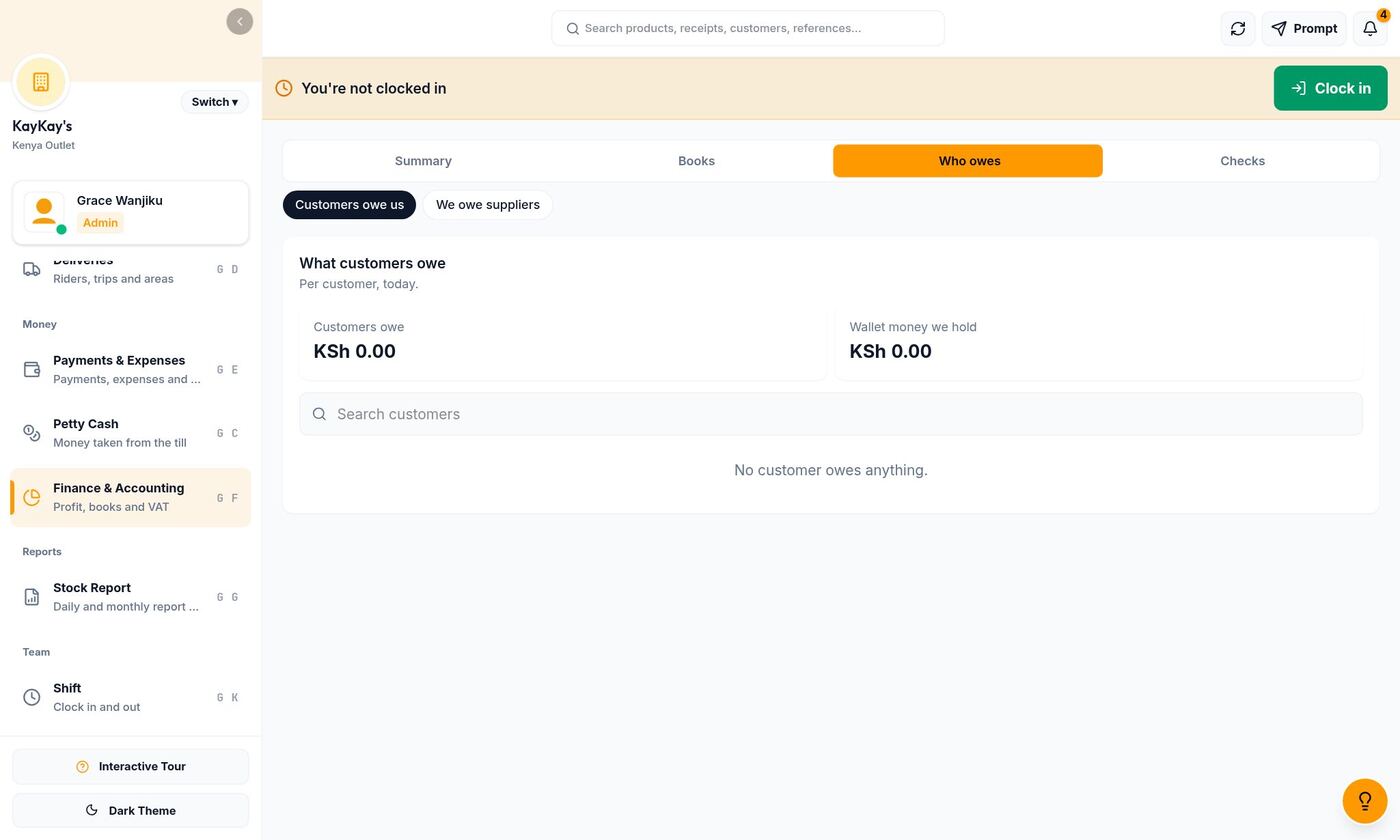 Search products, receipts, customers, references...
Prompt
4
You're not clocked in
Clock in
Switch ▾
KayKay's
Kenya Outlet
Grace Wanjiku
Admin
Deliveries
Riders, trips and areas
G D
Money
Payments & Expenses
Payments, expenses and ...
G E
Petty Cash
Money taken from the till
G C
Finance & Accounting
Profit, books and VAT
G F
Reports
Stock Report
Daily and monthly report ...
G G
Team
Shift
Clock in and out
G K
Interactive Tour
Dark Theme
Summary
Books
Who owes
Checks
Customers owe us
We owe suppliers
What customers owe
Per customer, today.
Customers owe
KSh 0.00
Wallet money we hold
KSh 0.00
Search customers
No customer owes anything.